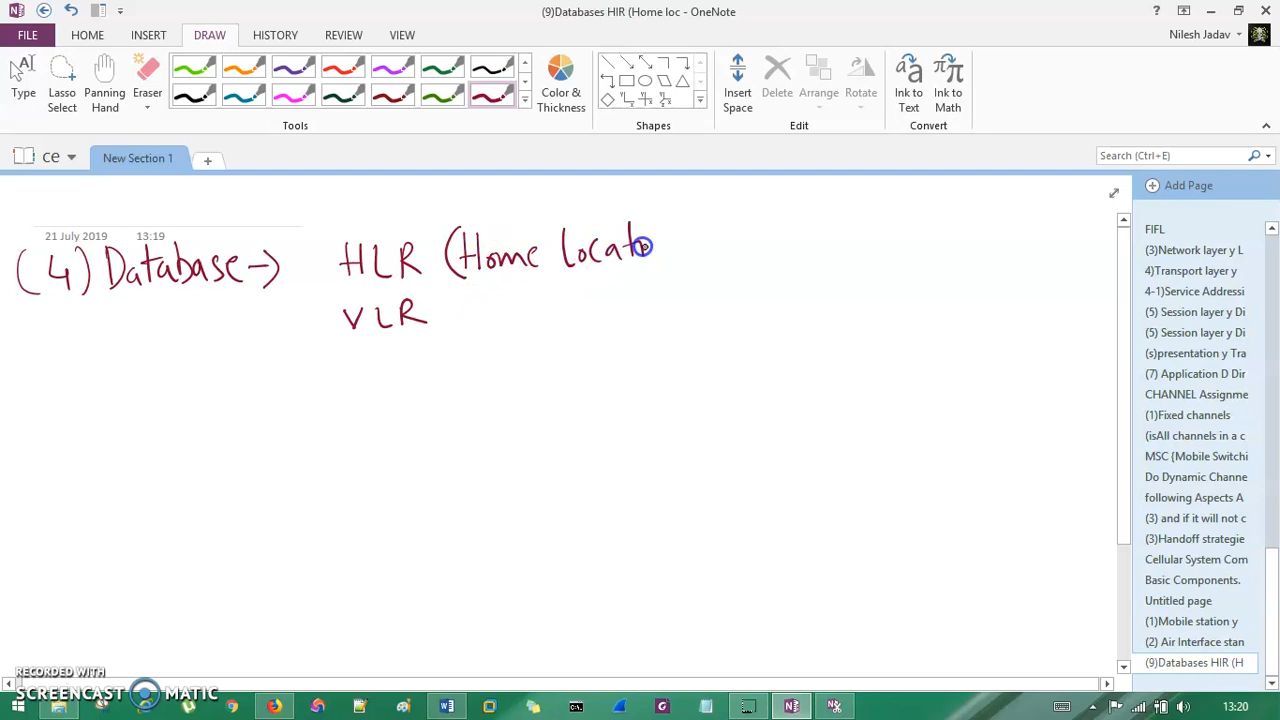 (9)Databases HIR (Home loc - OneNote
FILE HOME INSERT DRAW HISTORY REVIEW VIEW
Nilesh Jadav
Type
Lasso Select
Panning Hand
Eraser
Color & Thickness
Insert Space
Delete
Arrange
Rotate
Ink to Text
Ink to Math
Tools
Shapes
Edit
Convert
ce
New Section 1
Search (Ctrl+E)
Add Page
21 July 2019 13:19
(4) Database → HLR (Home locat
VLR
FIFL
(3)Network layer y L
4)Transport layer y
4-1)Service Addressi
(5) Session layer y Di
(5) Session layer y Di
(s)presentation y Tra
(7) Application D Dir
CHANNEL Assignme
(1)Fixed channels
(isAll channels in a c
MSC (Mobile Switchi
Do Dynamic Channe
following Aspects A
(3) and if it will not c
(3)Handoff strategie
Cellular System Com
Basic Components.
Untitled page
(1)Mobile station y
(2) Air Interface stan
(9)Databases HIR (H
RECORDED WITH
SCREENCAST MATIC
13:20